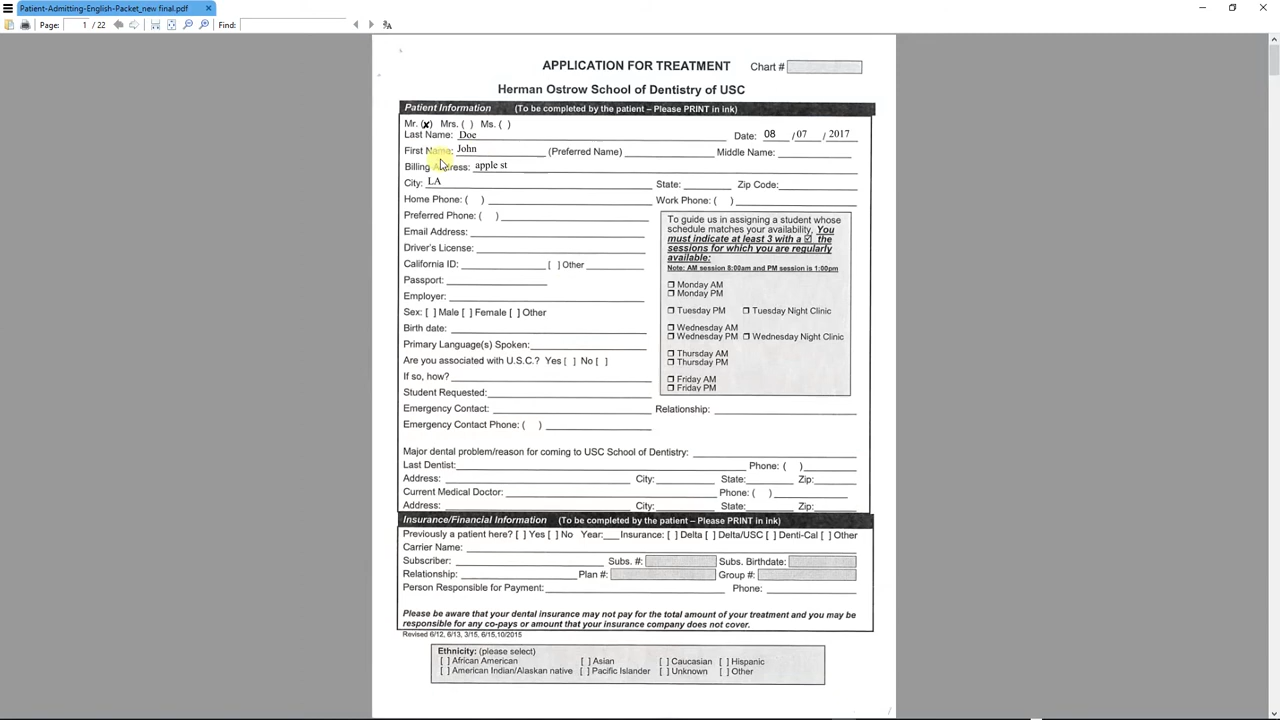 Patient-Admitting-English-Packet_new final.pdf ×
Page: 1 / 22 Find:
APPLICATION FOR TREATMENT Chart #
Herman Ostrow School of Dentistry of USC
Patient Information (To be completed by the patient – Please PRINT in ink)
Mr. (x) Mrs. ( ) Ms. ( )
Last Name: Doe Date: 08 / 07 / 2017
First Name: John (Preferred Name) Middle Name:
Billing Address: apple st
City: LA State: Zip Code:
Home Phone: ( ) Work Phone: ( )
Preferred Phone: ( )
Email Address:
Driver's License:
California ID: [ ] Other
Passport:
Employer:
Sex: [ ] Male [ ] Female [ ] Other
Birth date:
Primary Language(s) Spoken:
Are you associated with U.S.C.? Yes [ ] No [ ]
If so, how?
Student Requested:
To guide us in assigning a student whose
schedule matches your availability, You
must indicate at least 3 with a ☑ the
sessions for which you are regularly
available:
Note: AM session 8:00am and PM session is 1:00pm
☐ Monday AM
☐ Monday PM
☐ Tuesday PM ☐ Tuesday Night Clinic
☐ Wednesday AM
☐ Wednesday PM ☐ Wednesday Night Clinic
☐ Thursday AM
☐ Thursday PM
☐ Friday AM
☐ Friday PM
Emergency Contact: Relationship:
Emergency Contact Phone: ( )
Major dental problem/reason for coming to USC School of Dentistry:
Last Dentist: Phone: ( )
Address: City: State: Zip:
Current Medical Doctor: Phone: ( )
Address: City: State: Zip:
Insurance/Financial Information (To be completed by the patient – Please PRINT in ink)
Previously a patient here? [ ] Yes [ ] No Year:___ Insurance: [ ] Delta [ ] Delta/USC [ ] Denti-Cal [ ] Other
Carrier Name:
Subscriber: Subs. #: Subs. Birthdate:
Relationship: Plan #: Group #:
Person Responsible for Payment: Phone:
Please be aware that your dental insurance may not pay for the total amount of your treatment and you may be
responsible for any co-pays or amount that your insurance company does not cover.
Revised 6/12, 6/13, 3/15, 6/15,10/2015
Ethnicity: (please select)
[ ] African American [ ] Asian [ ] Caucasian [ ] Hispanic
[ ] American Indian/Alaskan native [ ] Pacific Islander [ ] Unknown [ ] Other